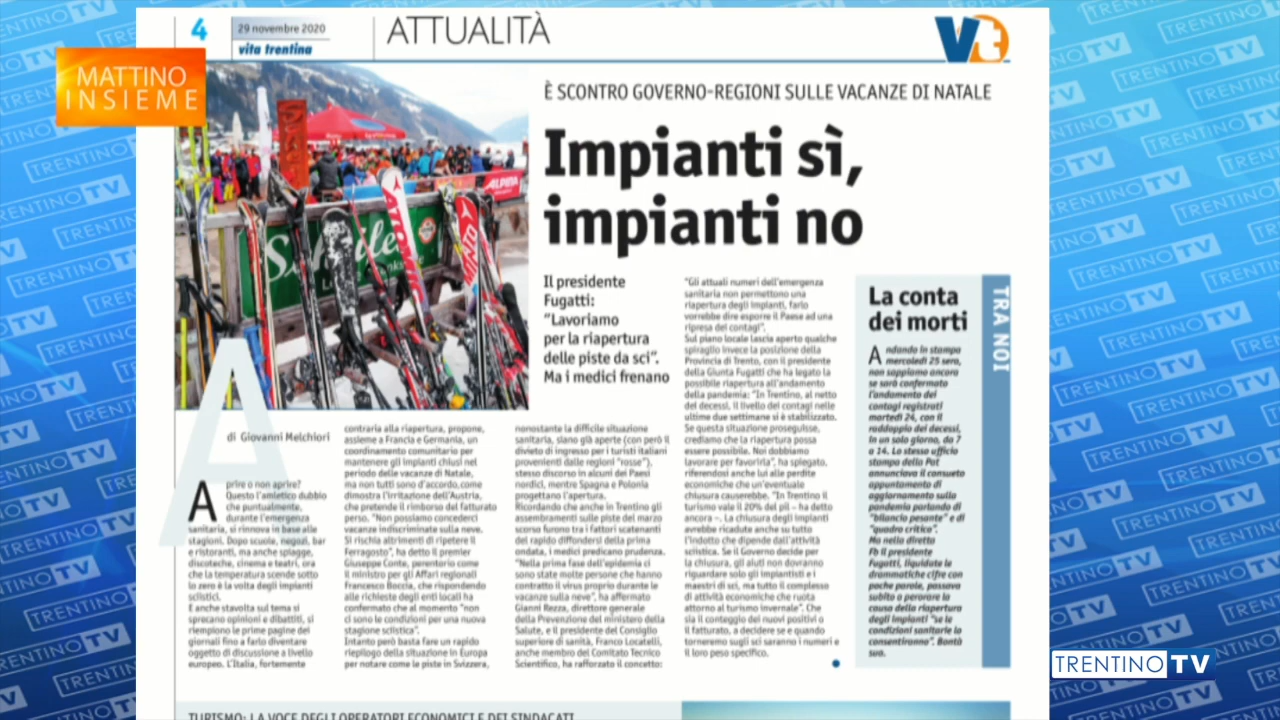 4
29 novembre 2020
vita trentina
ATTUALITÀ
Vt
MATTINO
INSIEME
È SCONTRO GOVERNO-REGIONI SULLE VACANZE DI NATALE
Impianti sì,
impianti no
Il presidente
Fugatti:
"Lavoriamo
per la riapertura
delle piste da sci".
Ma i medici frenano
di Giovanni Melchiori
Aprire o non aprire?
Questo l'amletico dubbio
che puntualmente,
durante l'emergenza
sanitaria, si rinnova in base alle
stagioni. Dopo scuole, negozi, bar
e ristoranti, ma anche spiagge,
discoteche, cinema e teatri, ora
che la temperatura scende sotto
lo zero è la volta degli impianti
sciistici.
E anche stavolta sul tema si
sprecano opinioni e dibattiti, si
riempiono le prime pagine dei
giornali fino a farlo diventare
oggetto di discussione a livello
europeo. L'Italia, fortemente
contraria alla riapertura, propone,
assieme a Francia e Germania, un
coordinamento comunitario per
mantenere gli impianti chiusi nel
periodo delle vacanze di Natale,
ma non tutti sono d'accordo, come
dimostra l'irritazione dell'Austria,
che pretende il rimborso del fatturato
perso. "Non possiamo concederci
vacanze indiscriminate sulla neve.
Si rischia altrimenti di ripetere il
Ferragosto", ha detto il premier
Giuseppe Conte, perentorio come
il ministro per gli Affari regionali
Francesco Boccia, che rispondendo
alle richieste degli enti locali ha
confermato che al momento "non
ci sono le condizioni per una nuova
stagione sciistica".
Intanto però basta fare un rapido
riepilogo della situazione in Europa
per notare come le piste in Svizzera,
nonostante la difficile situazione
sanitaria, siano già aperte (con però il
divieto di ingresso per i turisti italiani
provenienti dalle regioni "rosse"),
stesso discorso in alcuni dei Paesi
nordici, mentre Spagna e Polonia
progettano l'apertura.
Ricordando che anche in Trentino gli
assembramenti sulle piste del marzo
scorso furono tra i fattori scatenanti
del rapido diffondersi della prima
ondata, i medici predicano prudenza.
"Nella prima fase dell'epidemia ci
sono state molte persone che hanno
contratto il virus proprio durante le
vacanze sulla neve", ha affermato
Gianni Rezza, direttore generale
della Prevenzione del ministero della
Salute, e il presidente del Consiglio
superiore di sanità, Franco Locatelli,
anche membro del Comitato Tecnico
Scientifico, ha rafforzato il concetto:
"Gli attuali numeri dell'emergenza
sanitaria non permettono una
riapertura degli impianti, farlo
vorrebbe dire esporre il Paese ad una
ripresa dei contagi".
Sul piano locale lascia aperto qualche
spiraglio invece la posizione della
Provincia di Trento, con il presidente
della Giunta Fugatti che ha legato la
possibile riapertura all'andamento
della pandemia: "In Trentino, al netto
dei decessi, il livello dei contagi nelle
ultime due settimane si è stabilizzato.
Se questa situazione proseguisse,
crediamo che la riapertura possa
essere possibile. Noi dobbiamo
lavorare per favorirla", ha spiegato,
riferendosi anche lui alle perdite
economiche che un'eventuale
chiusura causerebbe. "In Trentino il
turismo vale il 20% del pil – ha detto
ancora –. La chiusura degli impianti
avrebbe ricadute anche su tutto
l'indotto che dipende dall'attività
sciistica. Se il Governo decide per
la chiusura, gli aiuti non dovranno
riguardare solo gli impiantisti e i
maestri di sci, ma tutto il complesso
di attività economiche che ruota
attorno al turismo invernale". Che
sia il conteggio dei nuovi positivi o
il fatturato, a decidere se e quando
torneremo sugli sci saranno i numeri e
il loro peso specifico.
TRA NOI
La conta
dei morti
Andando in stampa
mercoledì 25 sera,
non sappiamo ancora
se sarà confermato
l'andamento dei
contagi registrati
martedì 24, con il
raddoppio dei decessi,
in un solo giorno, da 7
a 14. Lo stesso ufficio
stampa della Pat
annunciava il consueto
appuntamento di
aggiornamento sulla
pandemia parlando di
"bilancio pesante" e di
"quadro critico".
Ma nella diretta
Fb il presidente
Fugatti, liquidate le
drammatiche cifre con
poche parole, passava
subito a perorare la
causa della riapertura
degli impianti "se le
condizioni sanitarie lo
consentiranno". Bontà
sua.
TURISMO: LA VOCE DEGLI OPERATORI ECONOMICI E DEI SINDACATI
TRENTINO TV